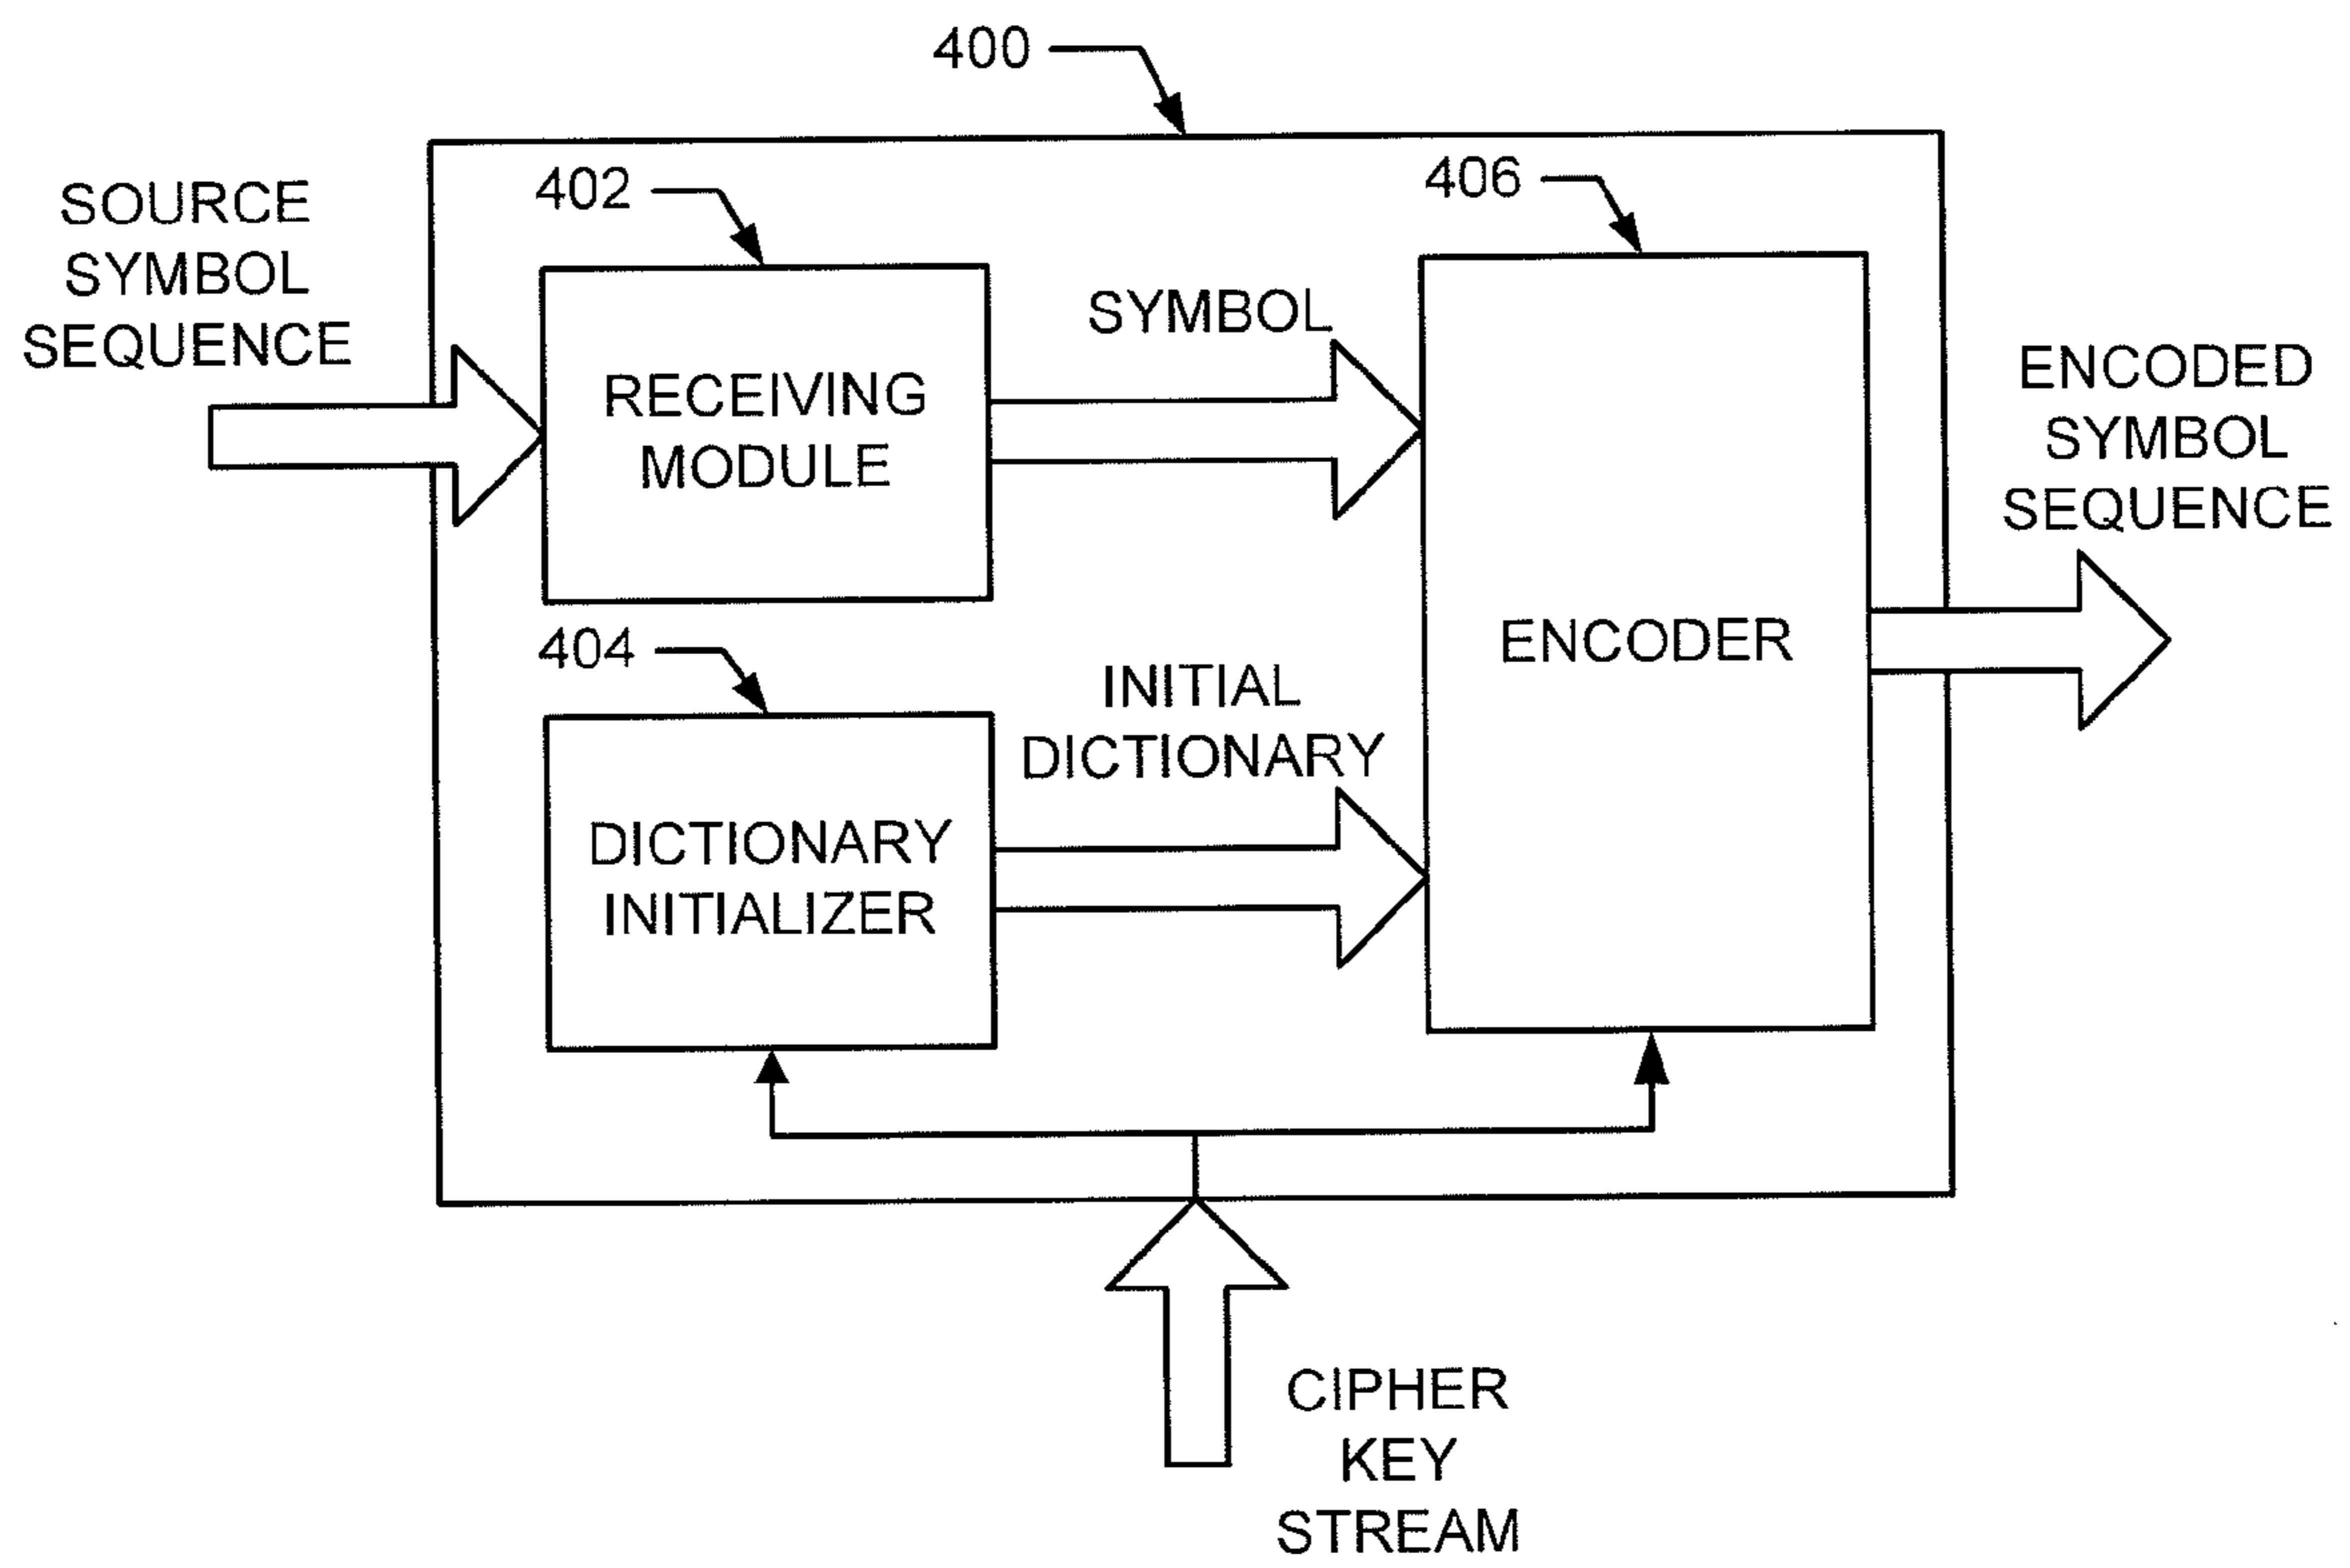 400
402
406
SOURCE
SYMBOL
SEQUENCE
SYMBOL
RECEIVING
MODULE
ENCODED
SYMBOL
SEQUENCE
404
ENCODER
INITIAL
DICTIONARY
DICTIONARY
INITIALIZER
CIPHER
KEY
STREAM